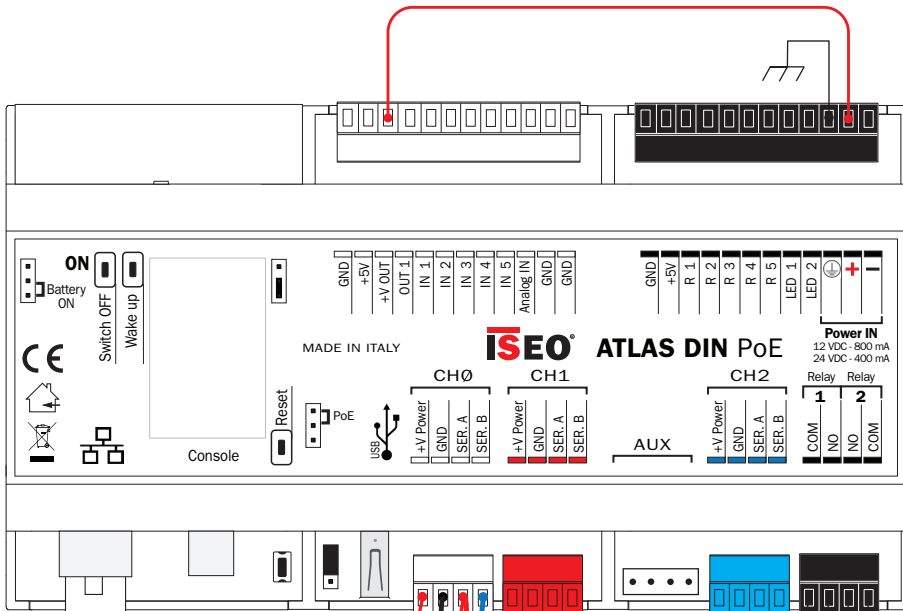 ON
Battery
ON
Switch OFF
Wake up
GND
+5V
+V OUT
OUT 1
IN 1
IN 2
IN 3
IN 4
IN 5
Analog IN
GND
GND
GND
+5V
R 1
R 2
R 3
R 4
R 5
LED 1
LED 2
+
−
Power IN
12 VDC - 800 mA
24 VDC - 400 mA
MADE IN ITALY
ISEO®
ATLAS DIN PoE
CE
Console
Reset
PoE
USB
CHØ
+V Power
GND
SER. A
SER. B
CH1
+V Power
GND
SER. A
SER. B
AUX
CH2
+V Power
GND
SER. A
SER. B
Relay Relay
1 2
COM
NO
NO
COM